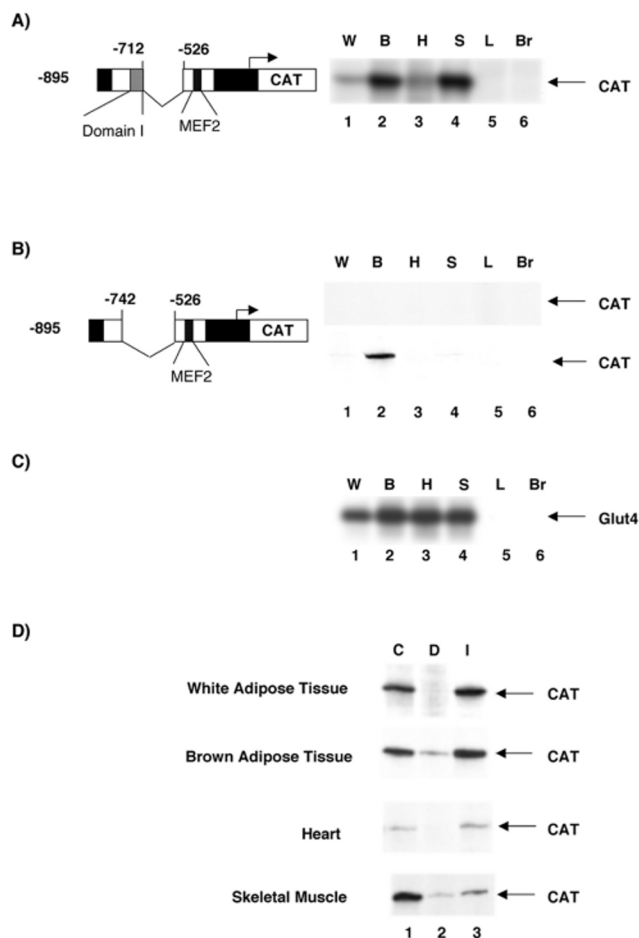 A)
-712 -526
-895 CAT
Domain I MEF2
W B H S L Br
CAT
1 2 3 4 5 6
B)
-742 -526
-895 CAT
MEF2
W B H S L Br
CAT
CAT
1 2 3 4 5 6
C)
W B H S L Br
Glut4
1 2 3 4 5 6
D)
C D I
White Adipose Tissue CAT
Brown Adipose Tissue CAT
Heart CAT
Skeletal Muscle CAT
1 2 3